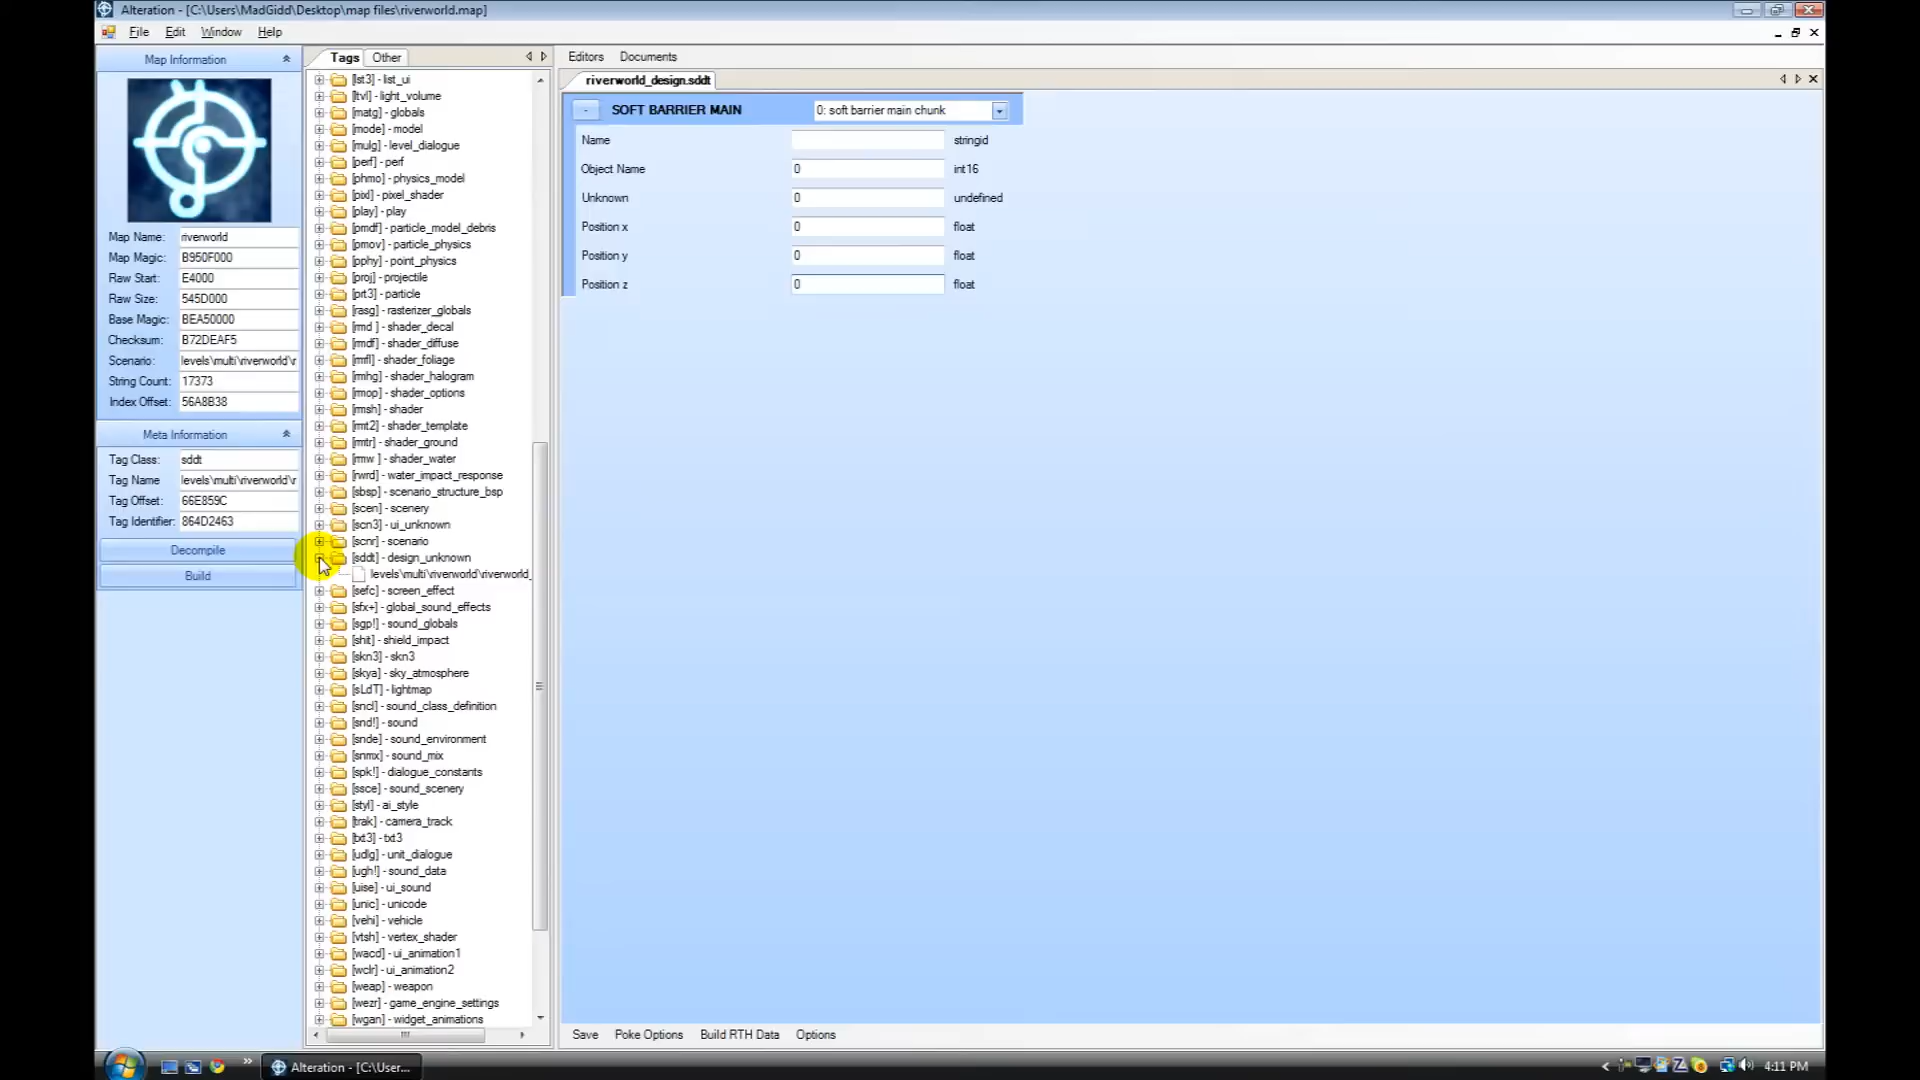 Alteration - [C:\Users\MadGidd\Desktop\map files\riverworld.map]
File Edit Window Help
Map Information
Map Name: riverworld
Map Magic: B950F000
Raw Start: E4000
Raw Size: 545D000
Base Magic: BEA50000
Checksum: B72DEAF5
Scenario: levels\multi\riverworld\r
String Count: 17373
Index Offset: 56A8B38
Meta Information
Tag Class: sddt
Tag Name levels\multi\riverworld\r
Tag Offset: 66E859C
Tag Identifier: 864D2463
Decompile
Build
Tags Other
[lst3] - list_ui
[ltvl] - light_volume
[matg] - globals
[mode] - model
[mulg] - level_dialogue
[perf] - perf
[phmo] - physics_model
[pixl] - pixel_shader
[play] - play
[pmdf] - particle_model_debris
[pmov] - particle_physics
[pphy] - point_physics
[proj] - projectile
[prt3] - particle
[rasg] - rasterizer_globals
[rmd ] - shader_decal
[rmdf] - shader_diffuse
[rmfl] - shader_foliage
[rmhg] - shader_halogram
[rmop] - shader_options
[rmsh] - shader
[rmt2] - shader_template
[rmtr] - shader_ground
[rmw ] - shader_water
[rwrd] - water_impact_response
[sbsp] - scenario_structure_bsp
[scen] - scenery
[scn3] - ui_unknown
[scnr] - scenario
[sddt] - design_unknown
levels\multi\riverworld\riverworld_
[sefc] - screen_effect
[sfx+] - global_sound_effects
[sgp!] - sound_globals
[shit] - shield_impact
[skn3] - skn3
[skya] - sky_atmosphere
[sLdT] - lightmap
[sncl] - sound_class_definition
[snd!] - sound
[snde] - sound_environment
[snmx] - sound_mix
[spk!] - dialogue_constants
[ssce] - sound_scenery
[styl] - ai_style
[trak] - camera_track
[txt3] - txt3
[udlg] - unit_dialogue
[ugh!] - sound_data
[uise] - ui_sound
[unic] - unicode
[vehi] - vehicle
[vtsh] - vertex_shader
[wacd] - ui_animation1
[wclr] - ui_animation2
[weap] - weapon
[wezr] - game_engine_settings
[wgan] - widget_animations
Editors Documents
riverworld_design.sddt
- SOFT BARRIER MAIN 0: soft barrier main chunk
Name stringid
Object Name 0 int16
Unknown 0 undefined
Position x 0 float
Position y 0 float
Position z 0 float
Save Poke Options Build RTH Data Options
Alteration - [C:\User... 4:11 PM